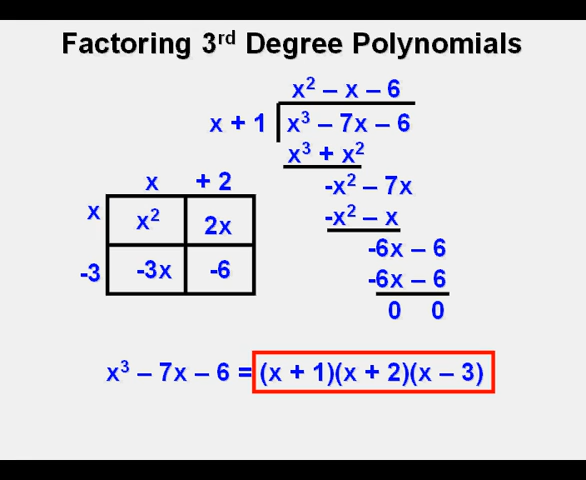 Factoring 3rd Degree Polynomials
x² – x – 6
x + 1 x³ – 7x – 6
x³ + x²
-x² – 7x
-x² – x
-6x – 6
-6x – 6
0 0
x + 2
x x² 2x
-3 -3x -6
x³ – 7x – 6 = (x + 1)(x + 2)(x – 3)